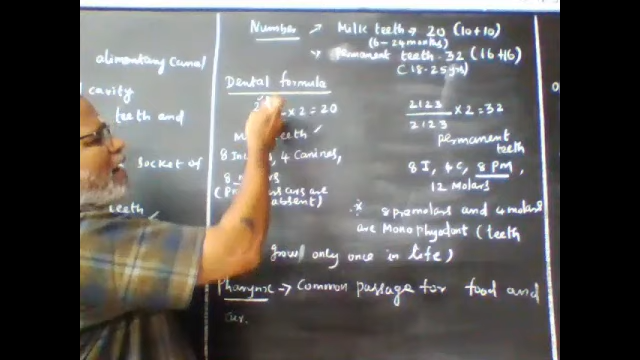 Number → Milk teeth - 20 (10+10)
(6-24 months)
permanent teeth - 32 (16+16)
(18-25 yrs)
alimentary canal
cavity
teeth and
socket of
teeth
Dental formula
x 2 = 20
teeth
8 4 Canines,
8
(
absent)
2123
2123 x 2 = 32
permanent
teeth
8 I, 4 C, 8 PM,
12 Molars
8 premolars and 4 molars
are Monophyodont (teeth
grow only once in life)
Pharynx → Common passage for food and
air.